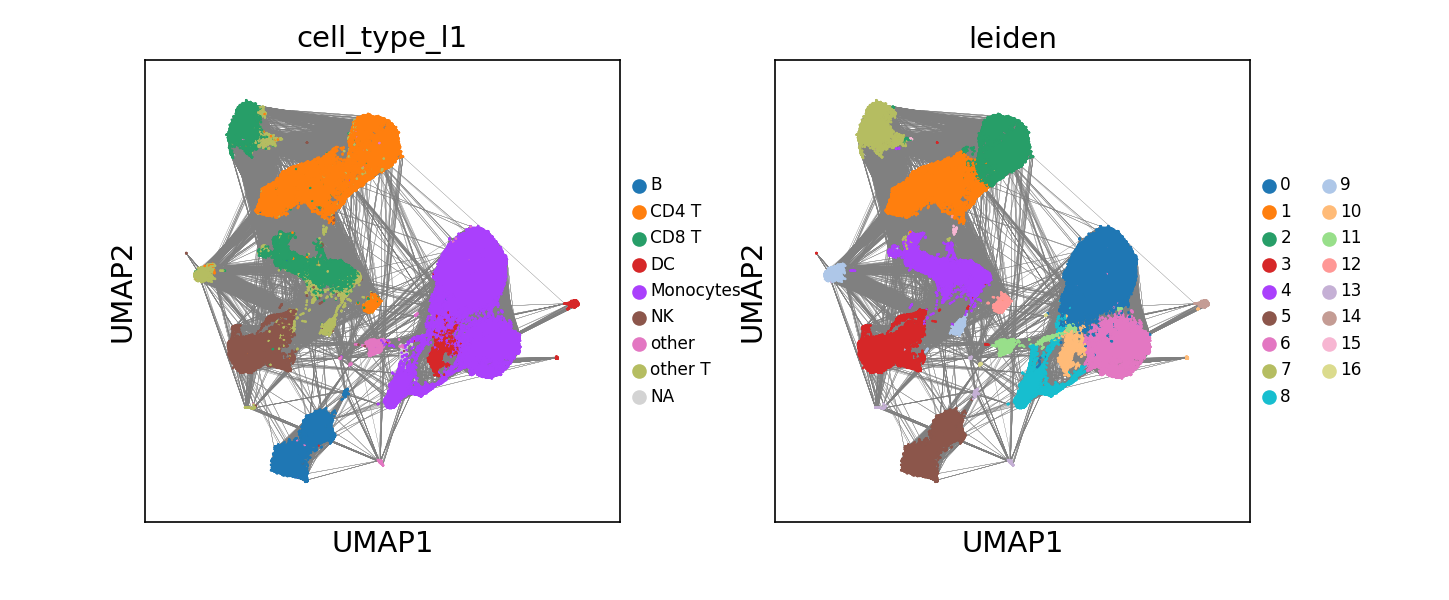 cell_type_l1
UMAP2
UMAP1
B
CD4 T
CD8 T
DC
Monocytes
NK
other
other T
NA
leiden
UMAP2
UMAP1
0 9
1 10
2 11
3 12
4 13
5 14
6 15
7 16
8